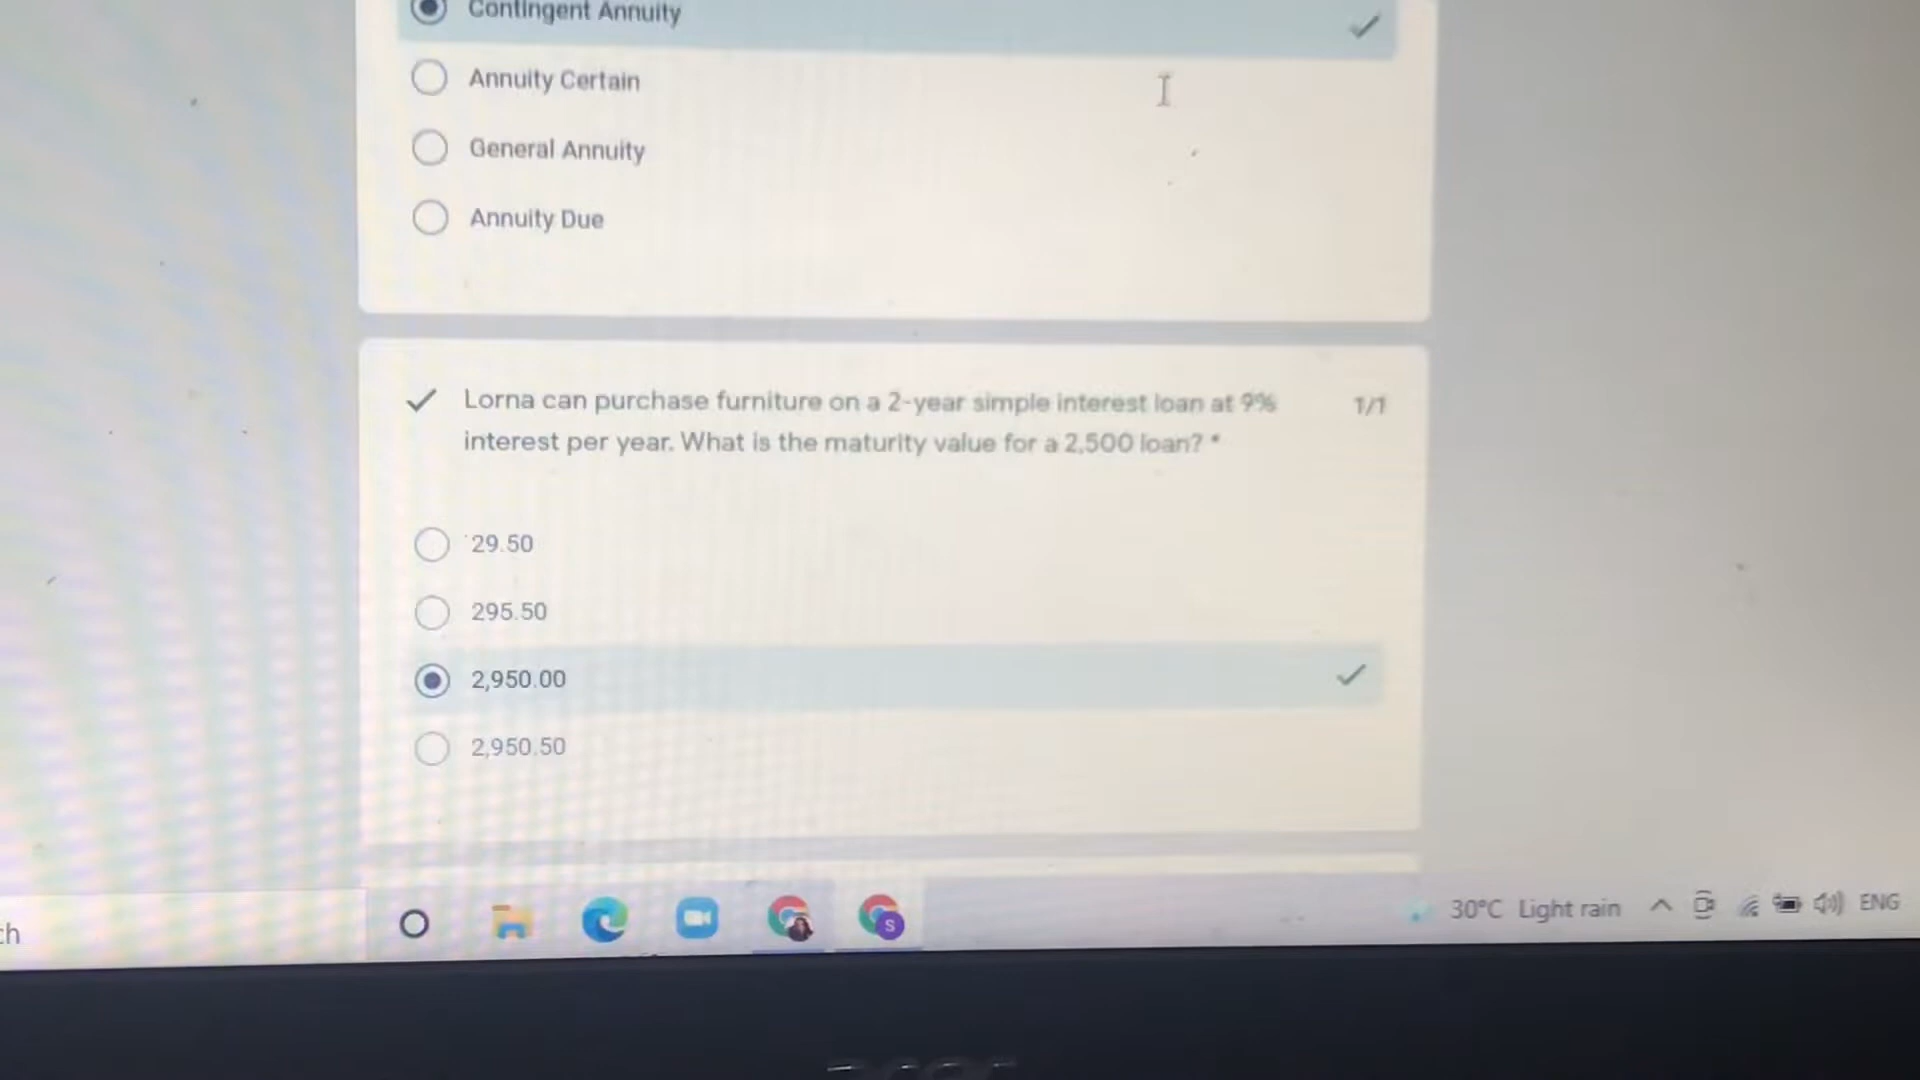 Contingent Annuity
Annuity Certain
General Annuity
Annuity Due
Lorna can purchase furniture on a 2-year simple interest loan at 9%
1/1
interest per year. What is the maturity value for a 2,500 loan? *
29.50
295.50
2,950.00
2,950.50
30°C Light rain
ENG
ch
S